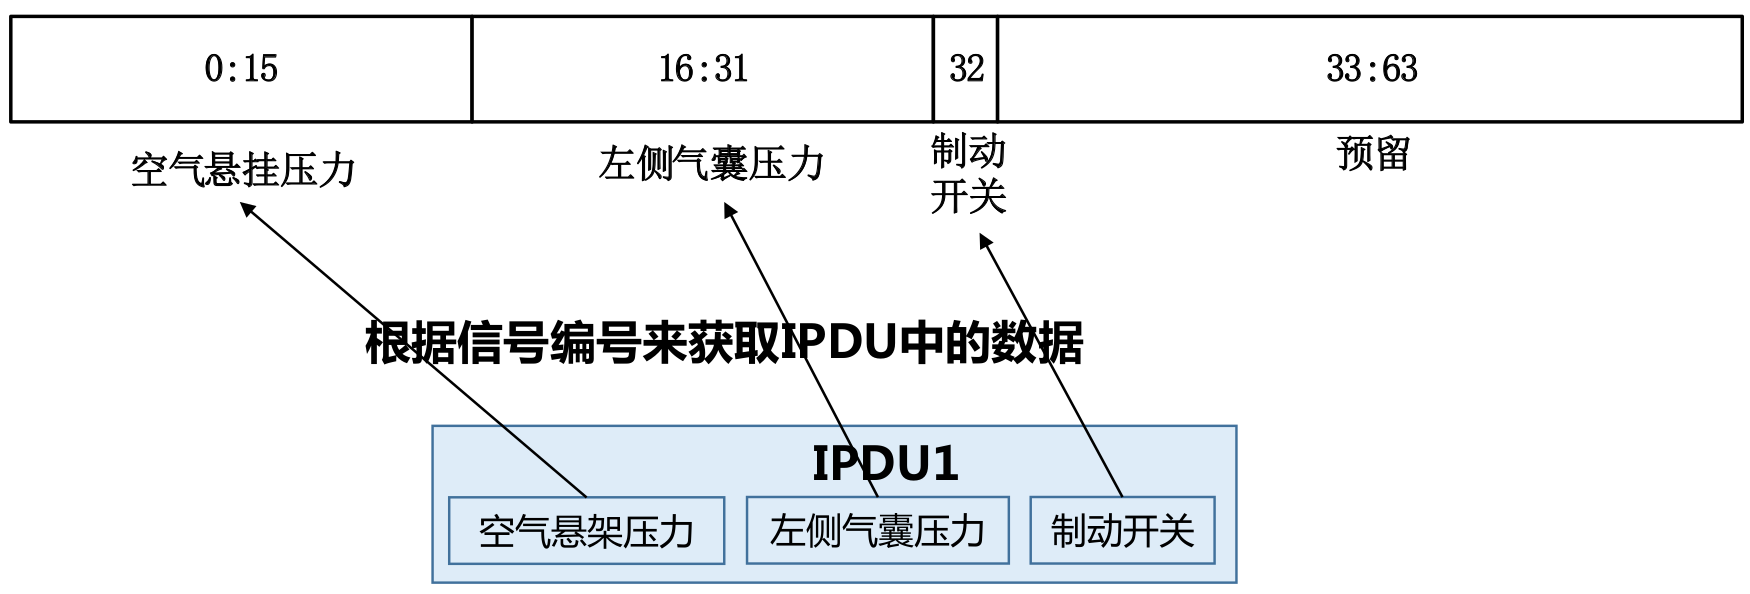 0:15
16:31
32
33:63
空气悬挂压力
左侧气囊压力
制动
开关
预留
根据信号编号来获取IPDU中的数据
IPDU1
空气悬架压力
左侧气囊压力
制动开关